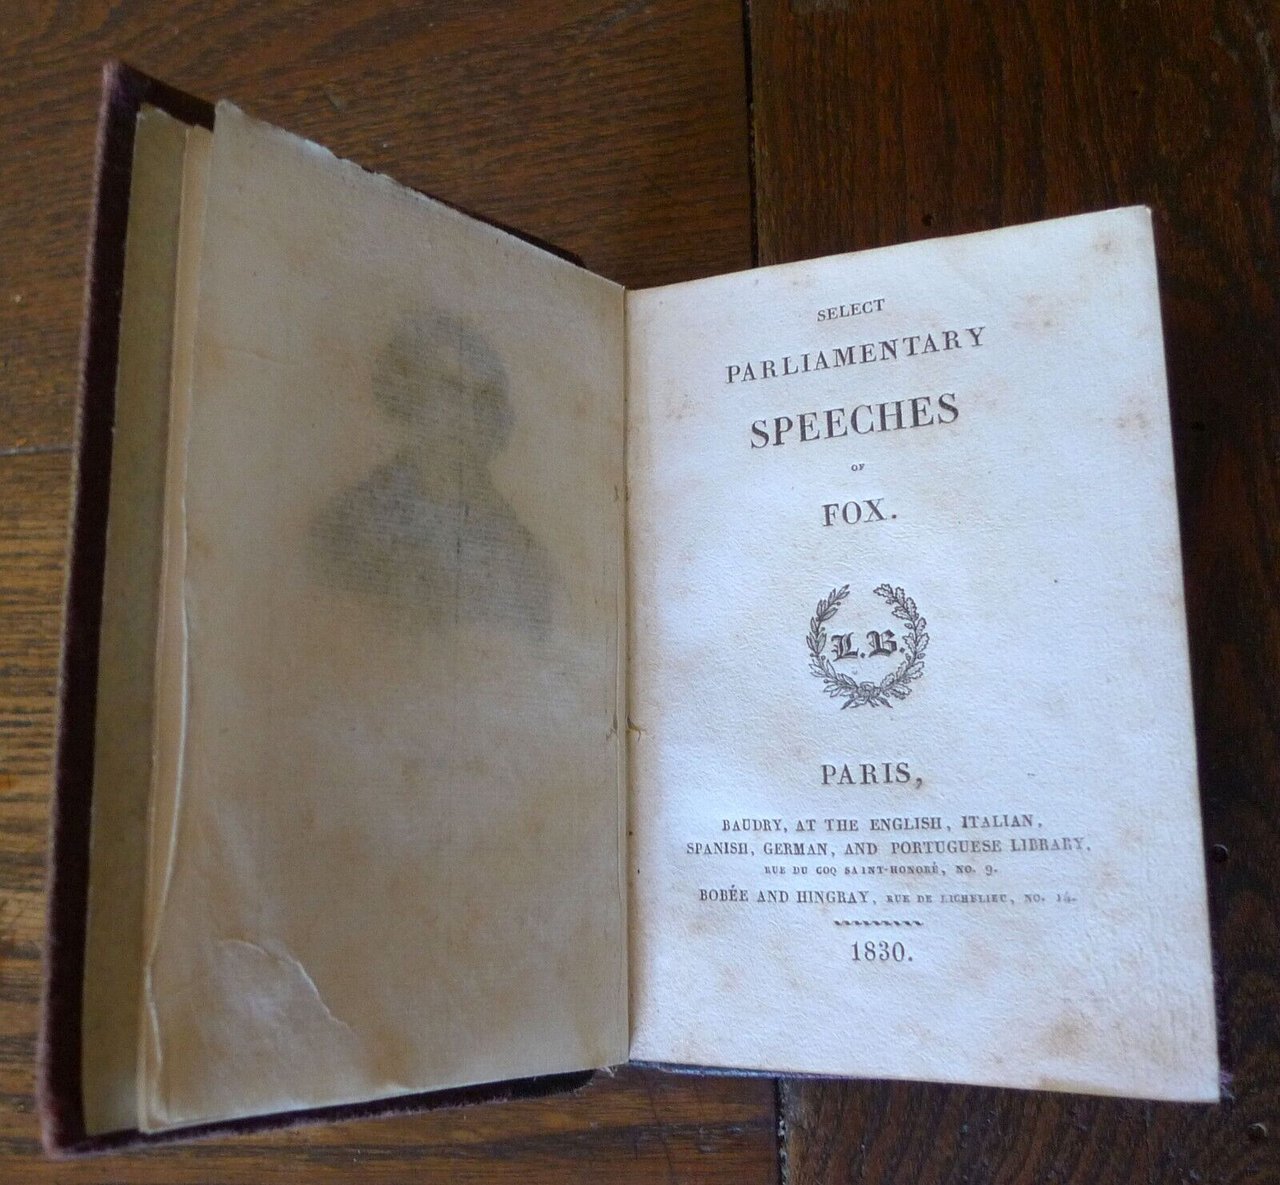 SELECT
PARLIAMENTARY
SPEECHES
OF
FOX.
L.B.
PARIS,
BAUDRY, AT THE ENGLISH, ITALIAN,
SPANISH, GERMAN, AND PORTUGUESE LIBRARY,
RUE DU COQ SAINT-HONORÉ, NO. 9.
BOBÉE AND HINGRAY, RUE DE RICHELIEU, NO. 14.
1830.